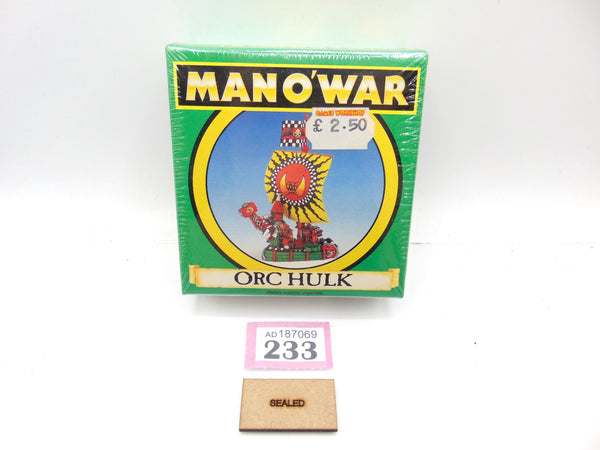 MAN O' WAR
GAMES WORKSHOP
£ 2.50
ORC HULK
AD187069
233
SEALED